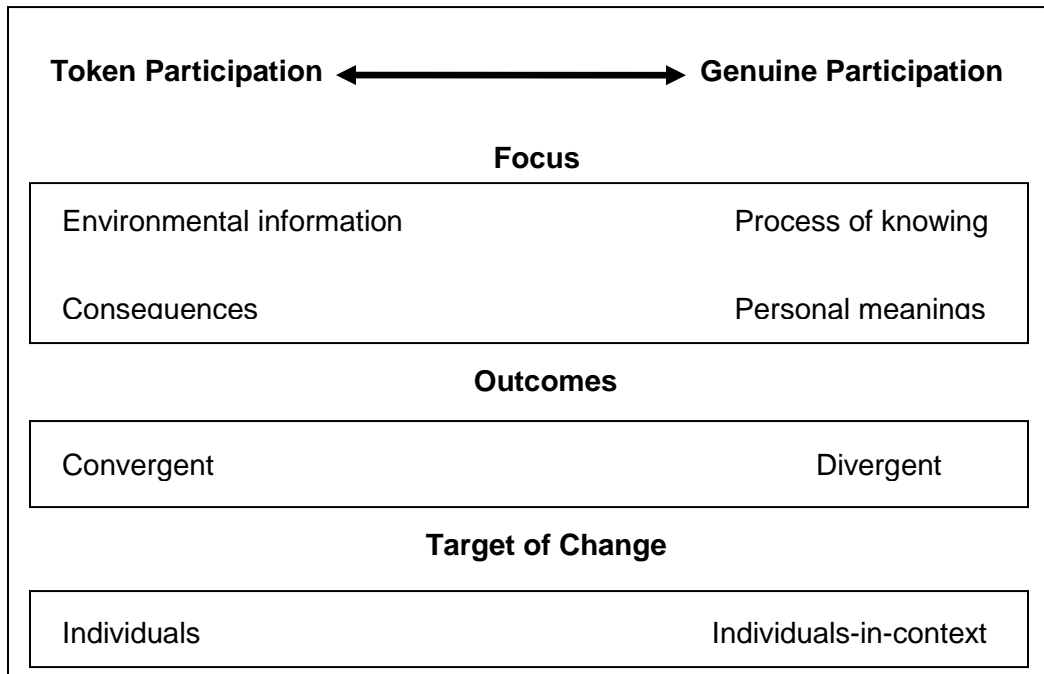 Token Participation Genuine Participation
Focus
Environmental information Process of knowing
Consequences Personal meanings
Outcomes
Convergent Divergent
Target of Change
Individuals Individuals-in-context